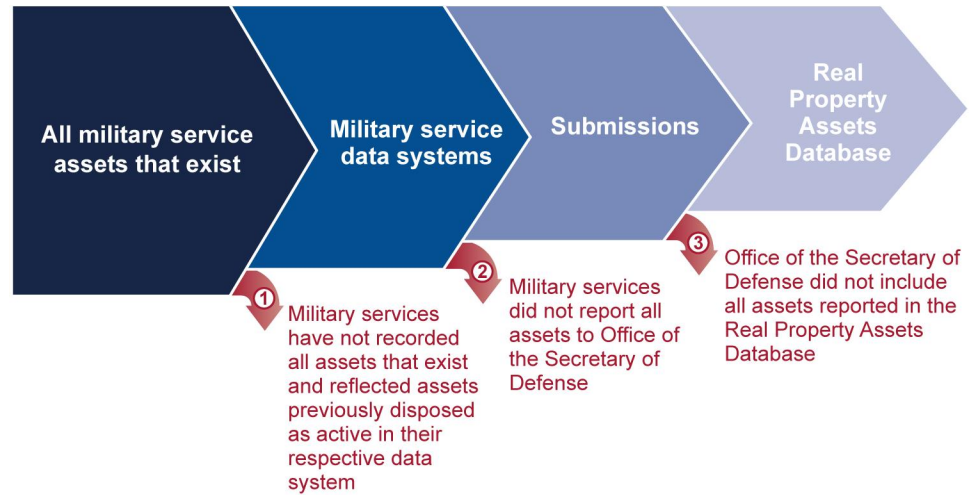 All military service
assets that exist
Military service
data systems
Submissions
Real
Property
Assets
Database
1
Military services
have not recorded
all assets that exist
and reflected assets
previously disposed
as active in their
respective data
system
2
Military services
did not report all
assets to Office of
the Secretary of
Defense
3
Office of the Secretary of
Defense did not include
all assets reported in the
Real Property Assets
Database